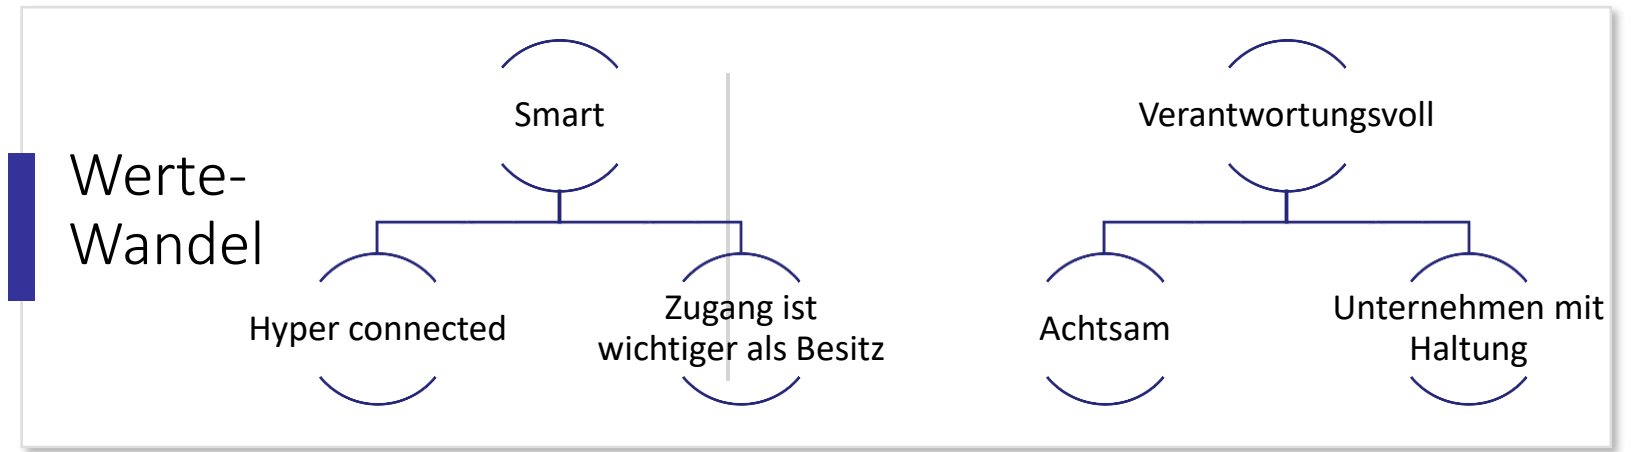 Werte-
Wandel
Smart
Hyper connected
Zugang ist
wichtiger als Besitz
Verantwortungsvoll
Achtsam
Unternehmen mit
Haltung